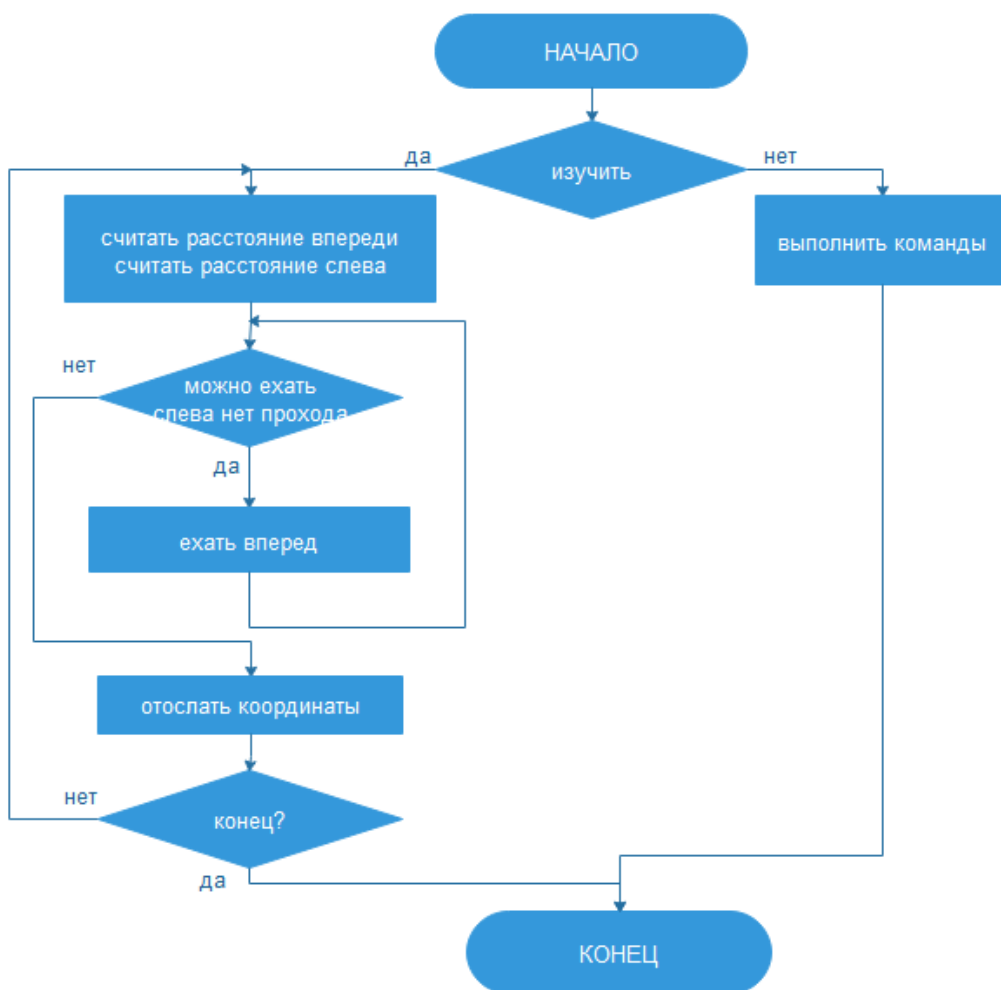 НАЧАЛО
да
изучить
нет
считать расстояние впереди
считать расстояние слева
выполнить команды
нет
можно ехать
слева нет прохода
да
ехать вперед
отослать координаты
нет
конец?
да
КОНЕЦ